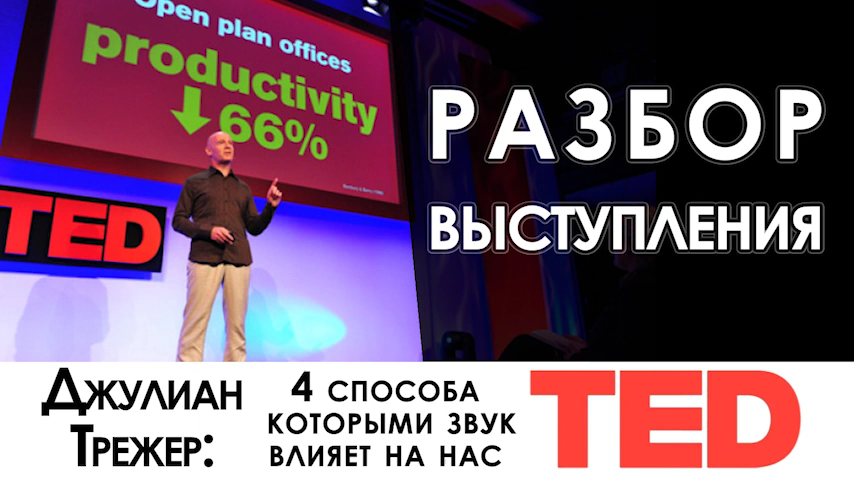 Open plan offices
productivity
↓66%
TED
РАЗБОР
ВЫСТУПЛЕНИЯ
Джулиан
Трежер:
4 способа
которыми звук
влияет на нас
TED